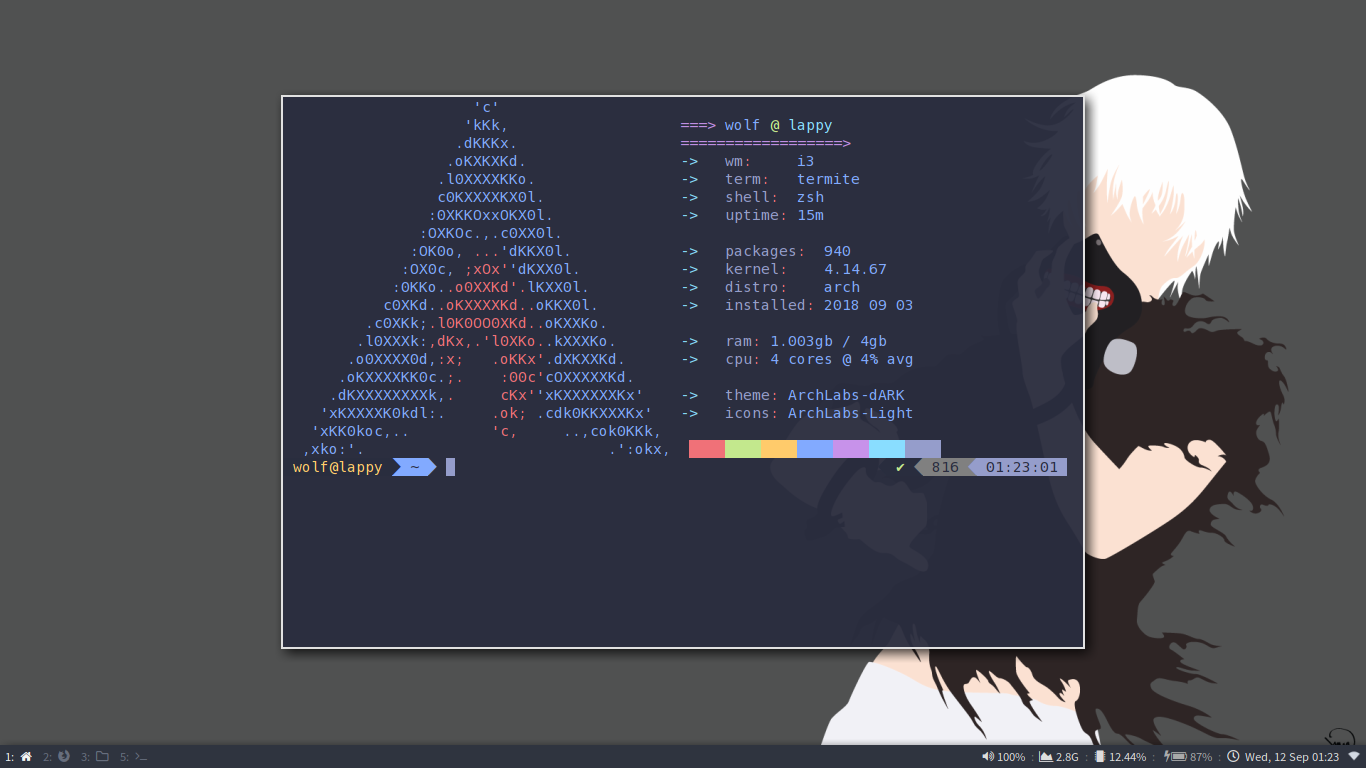 'c'
'kKk,
.dKKKx.
.oKXKXKd.
.l0XXXXKKo.
c0KXXXXKX0l.
:0XKKOxxOKX0l.
:OXKOc.,.c0XX0l.
:OK0o, ...'dKKX0l.
:OX0c, ;xOx''dKXX0l.
:0KKo..o0XXKd'.lKXX0l.
c0XKd..oKXXXXKd..oKKX0l.
.c0XKk;.l0K0OO0XKd..oKXXKo.
.l0XXXk:,dKx,.'l0XKo..kXXXKo.
.o0XXXX0d,:x;   .oKKx'.dXKXXKd.
.oKXXXXKK0c.;.    :00c'cOXXXXXKd.
.dKXXXXXXXXk,.     cKx''xKXXXXXXKx'
'xKXXXXK0kdl:.     .ok; .cdk0KKXXXKx'
'xKK0koc,..         'c,     ..,cok0KKk,
,xko:'.                           .':okx,
===> wolf @ lappy
==================>
-> wm: i3
-> term: termite
-> shell: zsh
-> uptime: 15m
-> packages: 940
-> kernel: 4.14.67
-> distro: arch
-> installed: 2018 09 03
-> ram: 1.003gb / 4gb
-> cpu: 4 cores @ 4% avg
-> theme: ArchLabs-dARK
-> icons: ArchLabs-Light
wolf@lappy ~ ✔ 816 01:23:01
1: 2: 3: 5: >_ 100% : 2.8G : 12.44% : 87% : Wed, 12 Sep 01:23